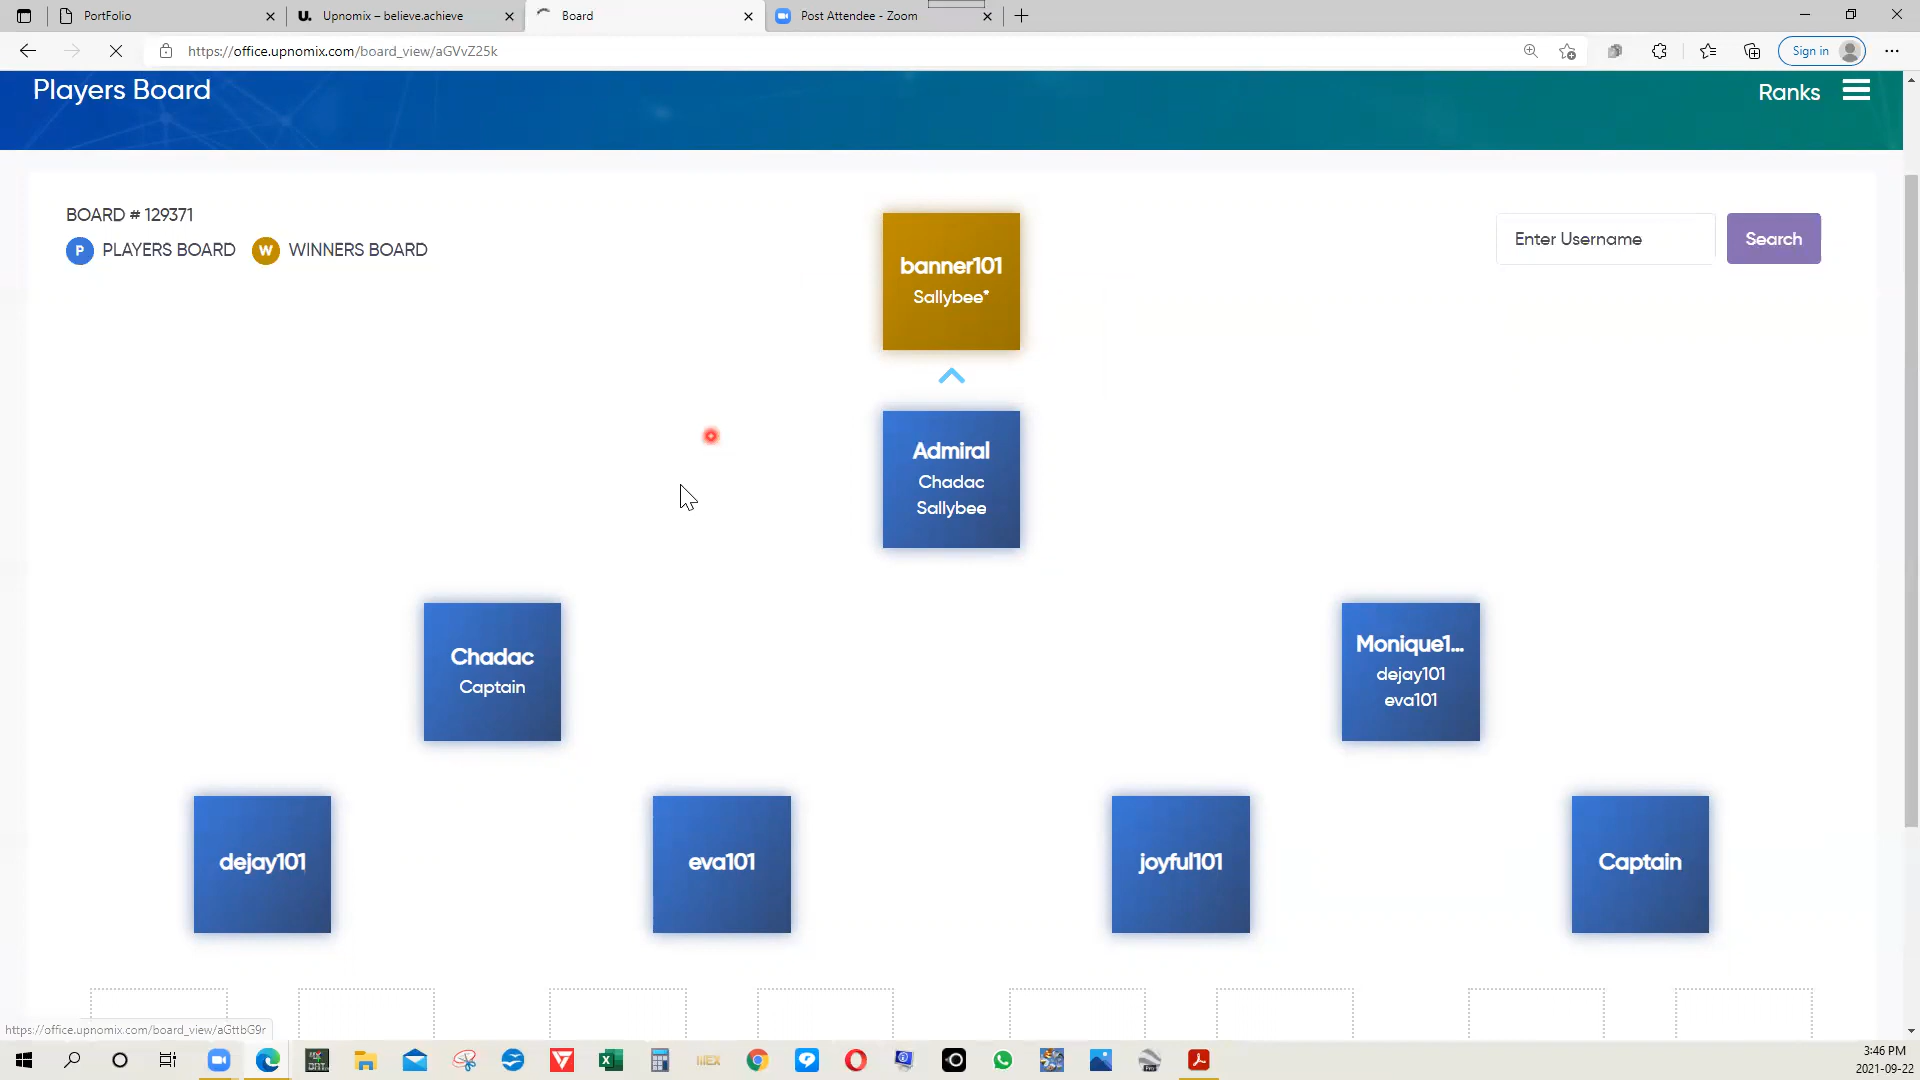 PortFolio
Upnomix – believe.achieve
Board
Post Attendee - Zoom
https://office.upnomix.com/board_view/aGVvZ25k
Sign in
Players Board
Ranks
BOARD # 129371
P PLAYERS BOARD W WINNERS BOARD
Enter Username
Search
banner101
Sallybee*
Admiral
Chadac
Sallybee
Chadac
Captain
Monique1...
dejay101
eva101
dejay101
eva101
joyful101
Captain
https://office.upnomix.com/board_view/aGttbG9r
3:46 PM
2021-09-22